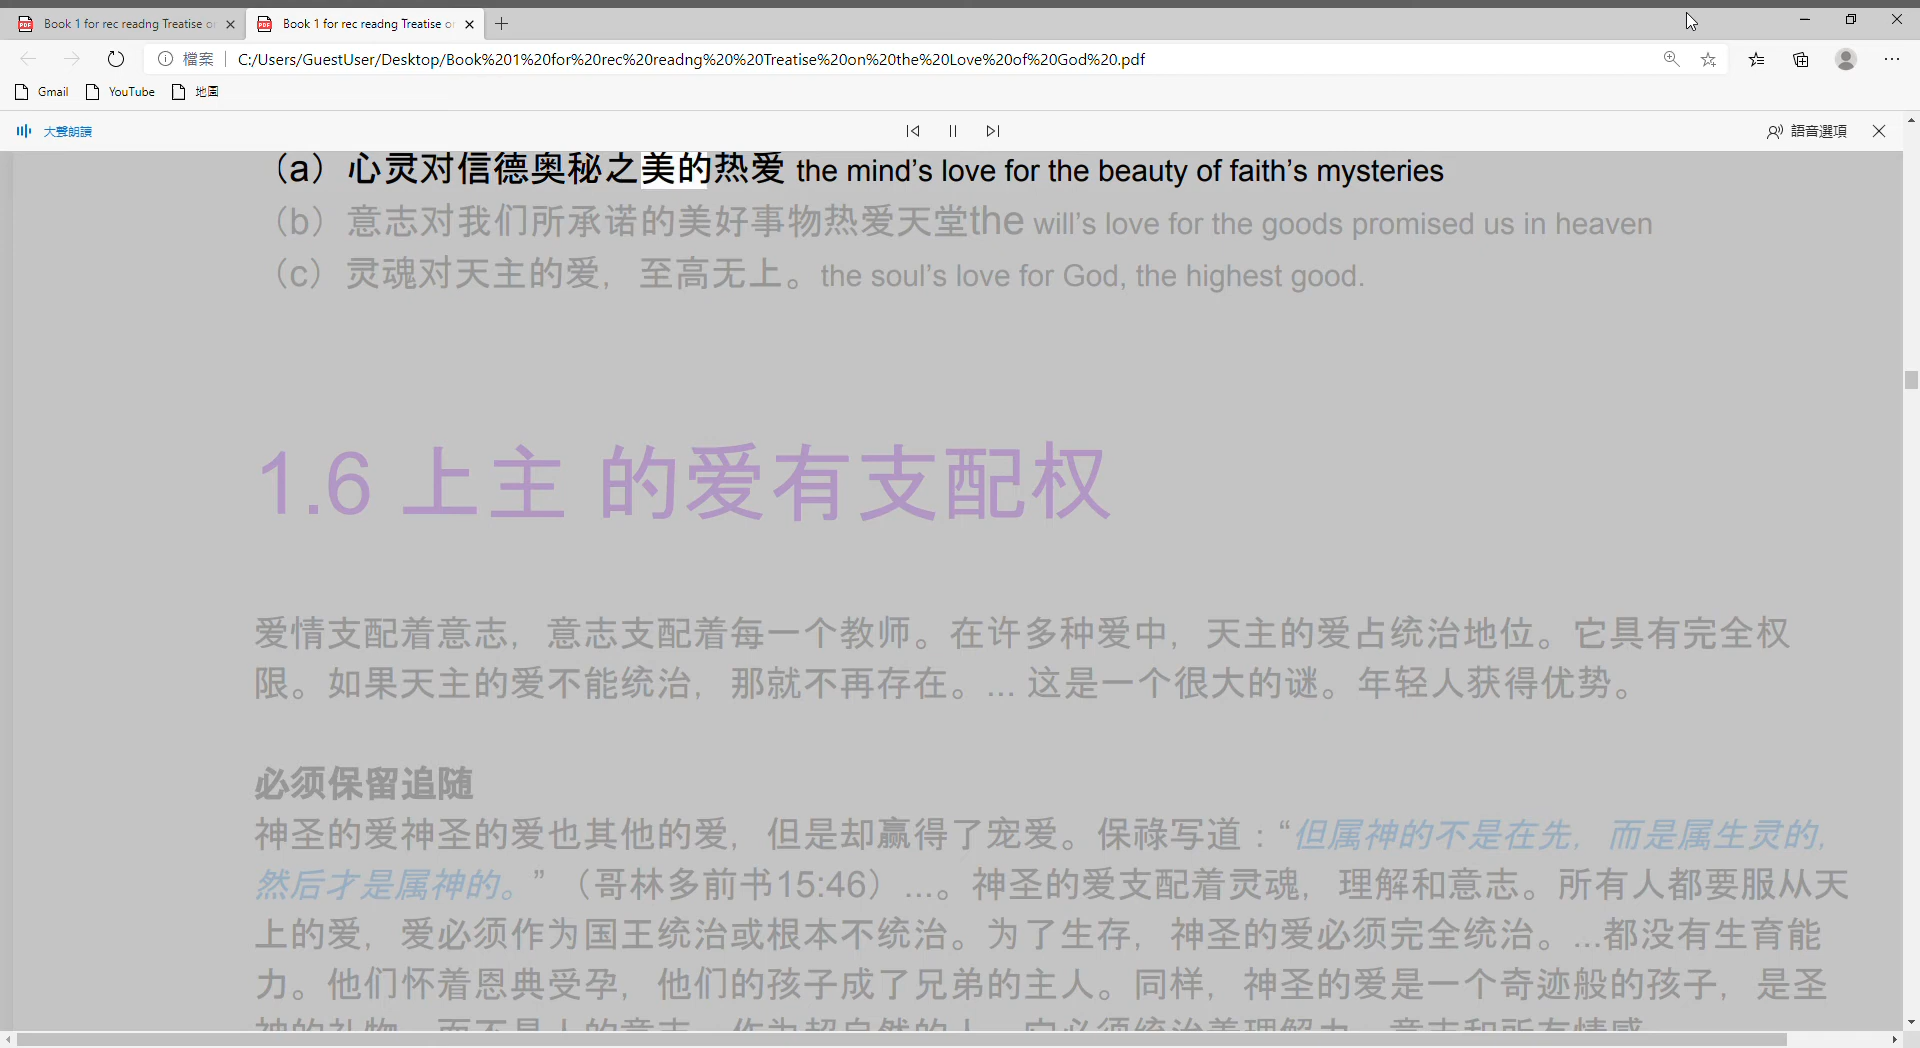 Book 1 for rec readng Treatise o
Book 1 for rec readng Treatise or
檔案 C:/Users/GuestUser/Desktop/Book%201%20for%20rec%20readng%20%20Treatise%20on%20the%20Love%20of%20God%20.pdf
Gmail YouTube 地圖
大聲朗讀 語音選項
（a）心灵对信德奥秘之美的热爱 the mind’s love for the beauty of faith’s mysteries
（b）意志对我们所承诺的美好事物热爱天堂the will’s love for the goods promised us in heaven
（c）灵魂对天主的爱，至高无上。the soul’s love for God, the highest good.
1.6 上主 的爱有支配权
爱情支配着意志，意志支配着每一个教师。在许多种爱中，天主的爱占统治地位。它具有完全权
限。如果天主的爱不能统治，那就不再存在。... 这是一个很大的谜。年轻人获得优势。
必须保留追随
神圣的爱神圣的爱也其他的爱，但是却赢得了宠爱。保禄写道：“但属神的不是在先，而是属生灵的，
然后才是属神的。”（哥林多前书15:46）...。神圣的爱支配着灵魂，理解和意志。所有人都要服从天
上的爱，爱必须作为国王统治或根本不统治。为了生存，神圣的爱必须完全统治。...都没有生育能
力。他们怀着恩典受孕，他们的孩子成了兄弟的主人。同样，神圣的爱是一个奇迹般的孩子，是圣